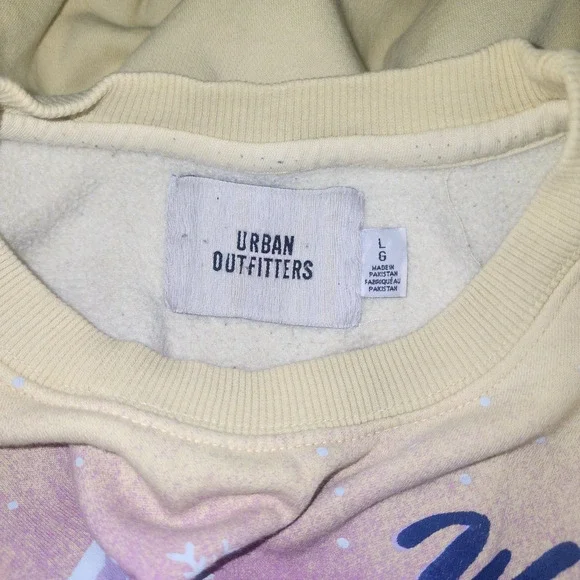 URBAN
OUTFITTERS
L
G
MADE IN
PAKISTAN
FABRIQUÉ AU
PAKISTAN